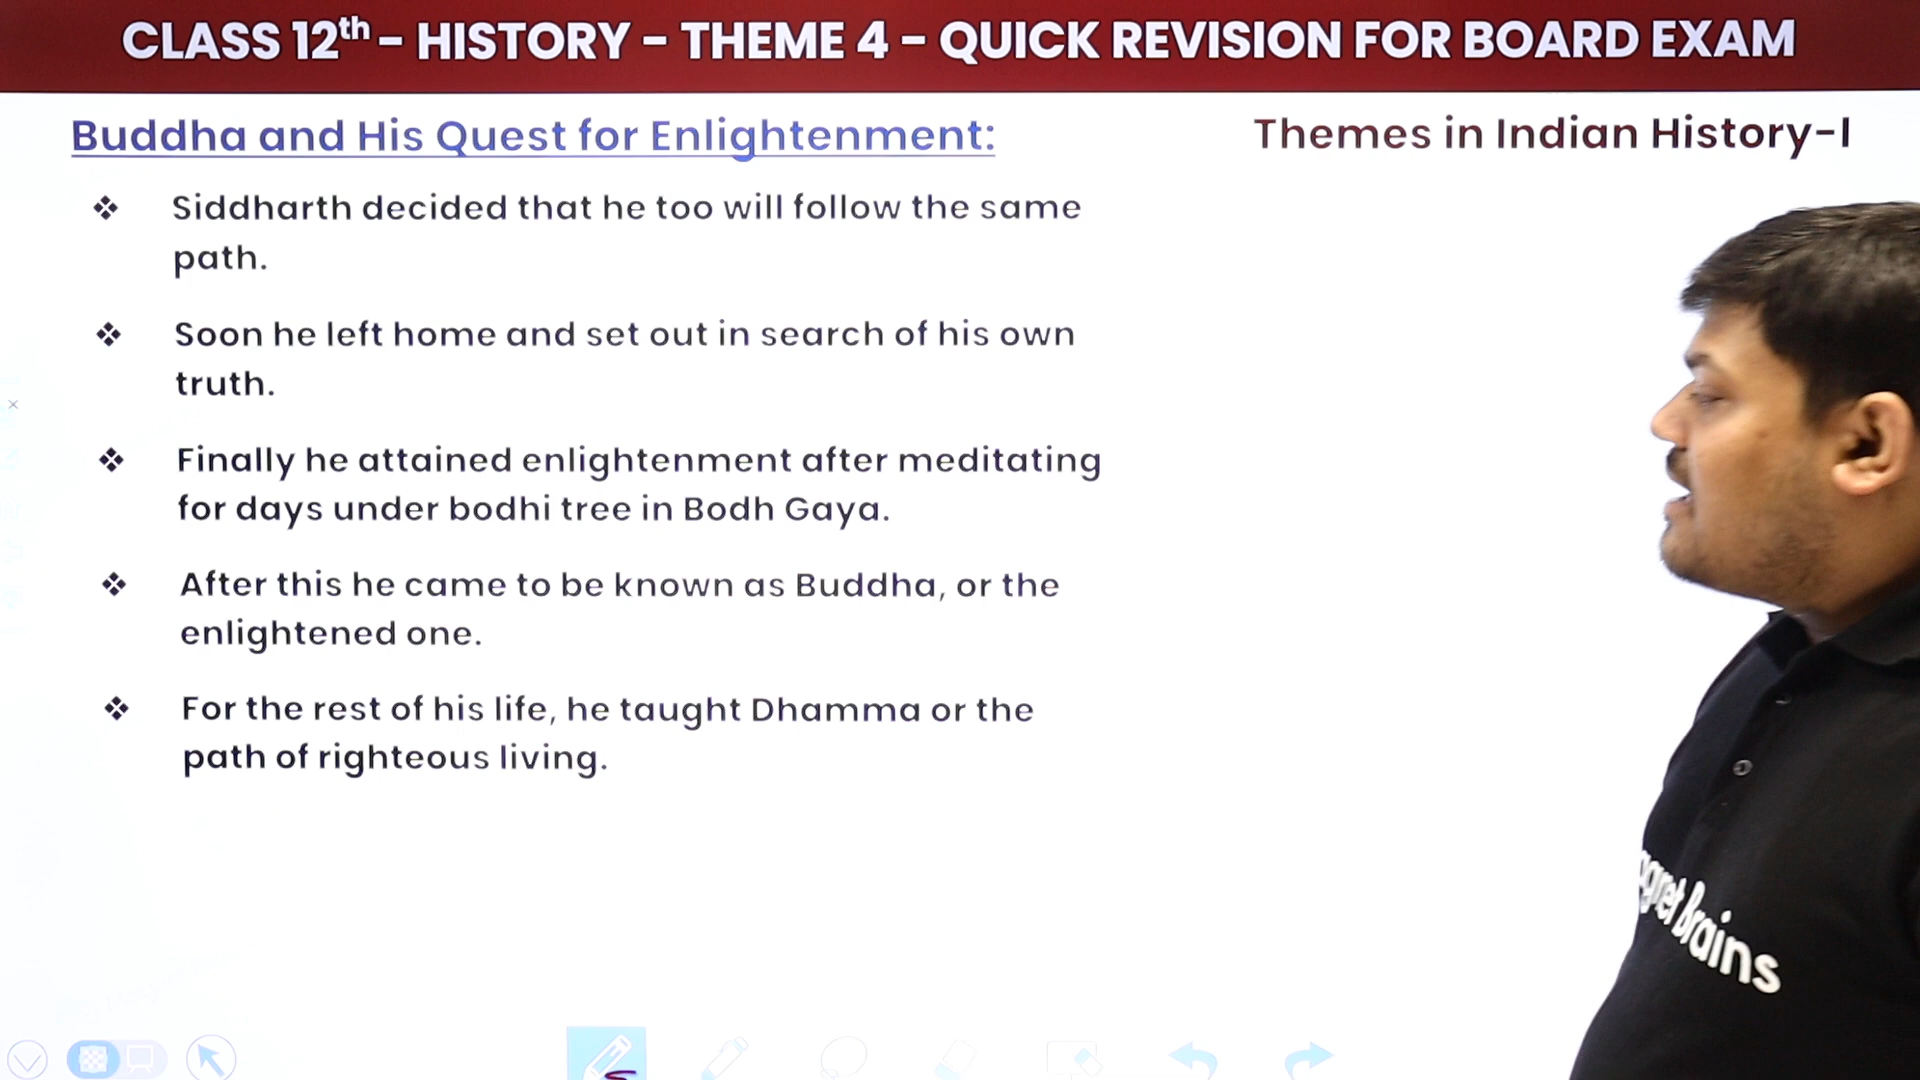 CLASS 12th - HISTORY - THEME 4 - QUICK REVISION FOR BOARD EXAM
Buddha and His Quest for Enlightenment:
Themes in Indian History-I
❖ Siddharth decided that he too will follow the same
path.
❖ Soon he left home and set out in search of his own
truth.
❖ Finally he attained enlightenment after meditating
for days under bodhi tree in Bodh Gaya.
❖ After this he came to be known as Buddha, or the
enlightened one.
❖ For the rest of his life, he taught Dhamma or the
path of righteous living.
Brains